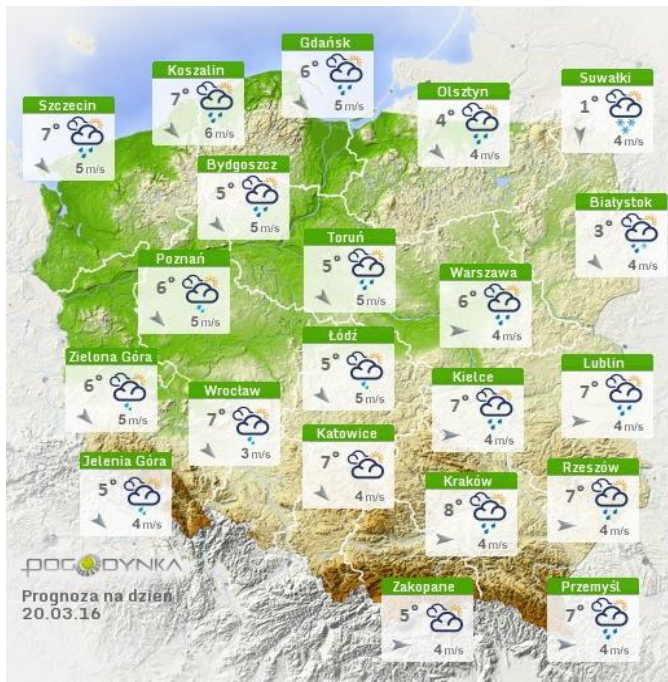 Gdańsk
6°
5 m/s
Koszalin
7°
6 m/s
Szczecin
7°
5 m/s
Olsztyn
4°
4 m/s
Suwałki
1°
4 m/s
Bydgoszcz
5°
5 m/s
Białystok
3°
4 m/s
Toruń
5°
5 m/s
Poznań
6°
5 m/s
Warszawa
6°
4 m/s
Łódź
5°
5 m/s
Zielona Góra
6°
5 m/s
Wrocław
7°
3 m/s
Kielce
7°
4 m/s
Lublin
7°
4 m/s
Katowice
7°
4 m/s
Jelenia Góra
5°
4 m/s
Kraków
8°
4 m/s
Rzeszów
7°
4 m/s
POGODYNKA
Prognoza na dzień
20.03.16
Zakopane
5°
4 m/s
Przemyśl
7°
4 m/s